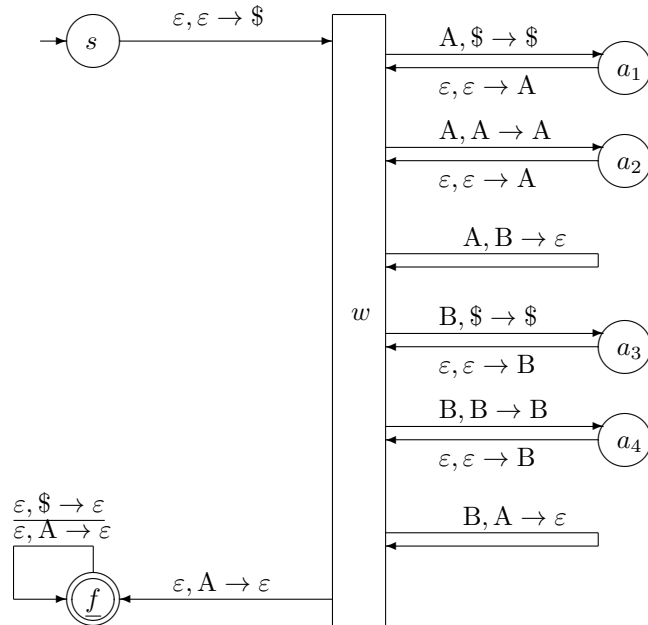 ε, ε → $
s
A, $ → $
a₁
ε, ε → A
A, A → A
a₂
ε, ε → A
A, B → ε
w
B, $ → $
a₃
ε, ε → B
B, B → B
a₄
ε, ε → B
B, A → ε
ε, $ → ε
ε, A → ε
ε, A → ε
f